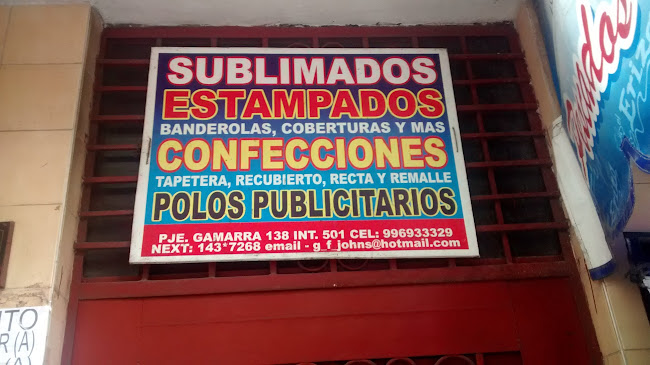 SUBLIMADOS
ESTAMPADOS
BANDEROLAS, COBERTURAS Y MAS
CONFECCIONES
TAPETERA, RECUBIERTO, RECTA Y REMALLE
POLOS PUBLICITARIOS
PJE. GAMARRA 138 INT. 501 CEL: 996933329
NEXT: 143*7268 email - g_f_johns@hotmail.com